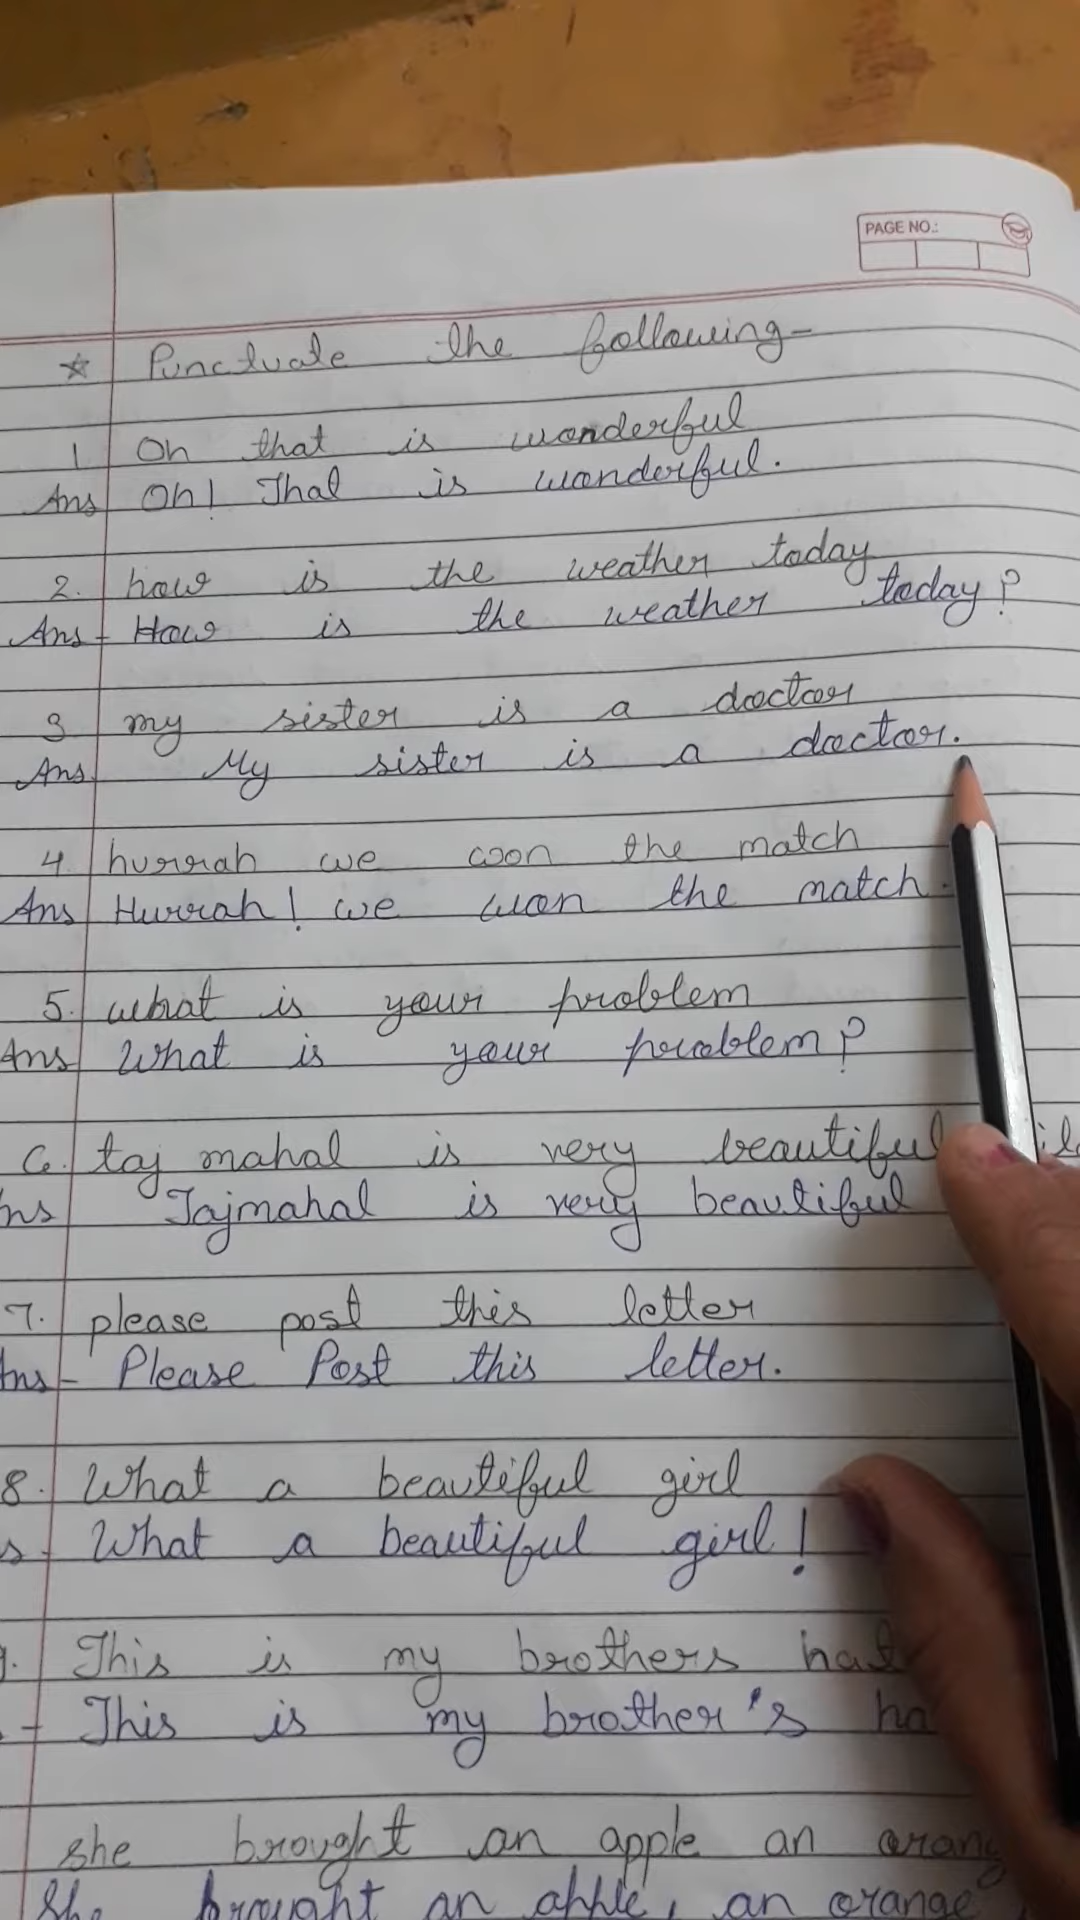 PAGE NO.:
☆ Punctuate the following-
1 Oh that is wonderful
Ans Oh! That is wonderful.
2. how is the weather today
Ans- How is the weather today?
3 my sister is a doctor
Ans. My sister is a doctor.
4 hurrah we won the match
Ans Hurrah! we won the match.
5. what is your problem
Ans What is your problem?
6. taj mahal is very beautiful
Ans Tajmahal is very beautiful
7. please post this letter
Ans- Please Post this letter.
8. What a beautiful girl
- What a beautiful girl!
This is my brothers hat
- This is my brother's
she brought an apple an
She brought an apple, an orange